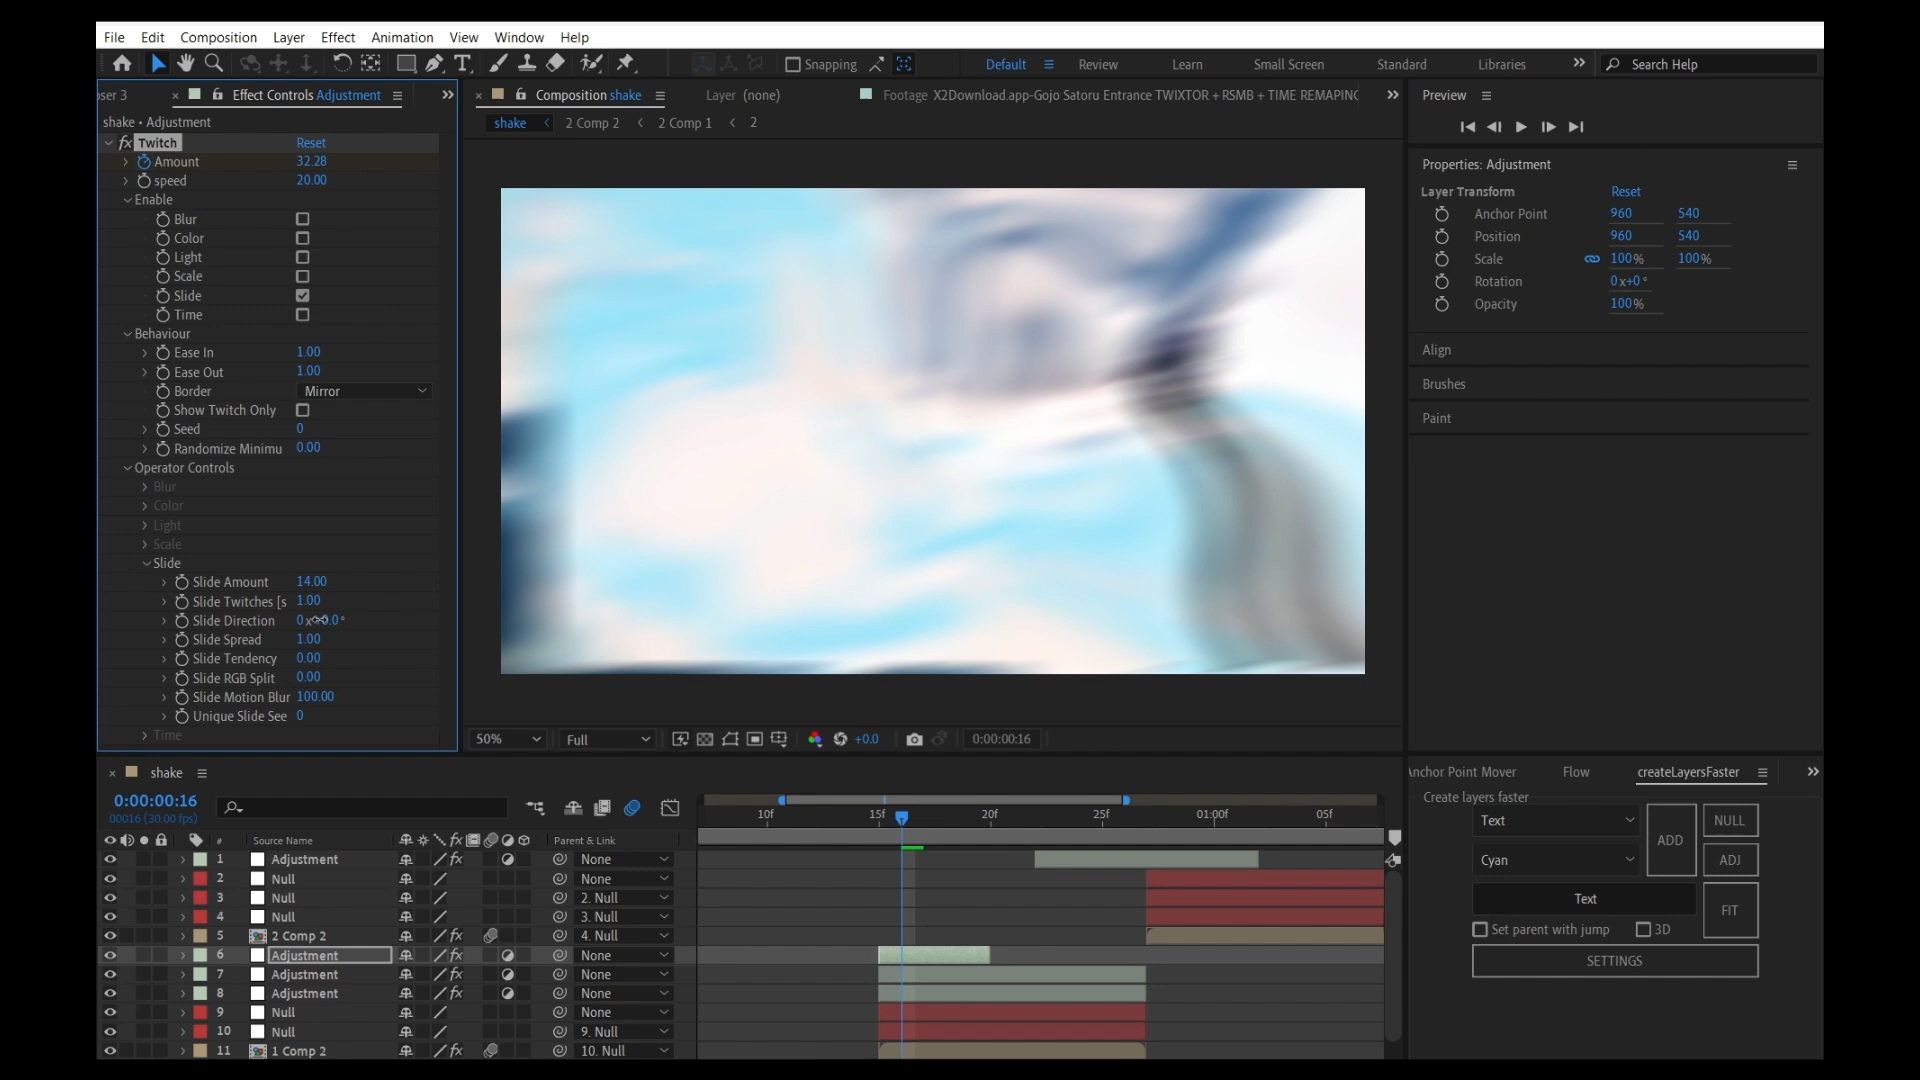 File Edit Composition Layer Effect Animation View Window Help
Snapping Default Review Learn Small Screen Standard Libraries Search Help
oser 3 Effect Controls Adjustment
Composition shake Layer (none) Footage X2Download.app-Gojo Satoru Entrance TWIXTOR + RSMB + TIME REMAPING
Preview
shake • Adjustment
shake 2 Comp 2 2 Comp 1 2
fx Twitch Reset
Amount 32.28
speed 20.00
Enable
Blur
Color
Light
Scale
Slide
Time
Behaviour
Ease In 1.00
Ease Out 1.00
Border Mirror
Show Twitch Only
Seed 0
Randomize Minimu 0.00
Operator Controls
Blur
Color
Light
Scale
Slide
Slide Amount 14.00
Slide Twitches [s 1.00
Slide Direction 0 x
Slide Spread 1.00
Slide Tendency 0.00
Slide RGB Split 0.00
Slide Motion Blur 100.00
Unique Slide See 0
Time
50% Full +0.0 0:00:00:16
Properties: Adjustment
Layer Transform Reset
Anchor Point 960 540
Position 960 540
Scale 100% 100%
Rotation 0x+0°
Opacity 100%
Align
Brushes
Paint
shake
0:00:00:16
00016 (30.00 fps)
10f 15f 20f 25f 01:00f 05f
# Source Name fx Parent & Link
1 Adjustment fx None
2 Null None
3 Null 2. Null
4 Null 3. Null
5 2 Comp 2 fx 4. Null
6 Adjustment fx None
7 Adjustment fx None
8 Adjustment fx None
9 Null None
10 Null 9. Null
11 1 Comp 2 fx 10. Null
Anchor Point Mover Flow createLayersFaster
Create layers faster
Text ADD NULL
Cyan ADJ
Text FIT
Set parent with jump 3D
SETTINGS